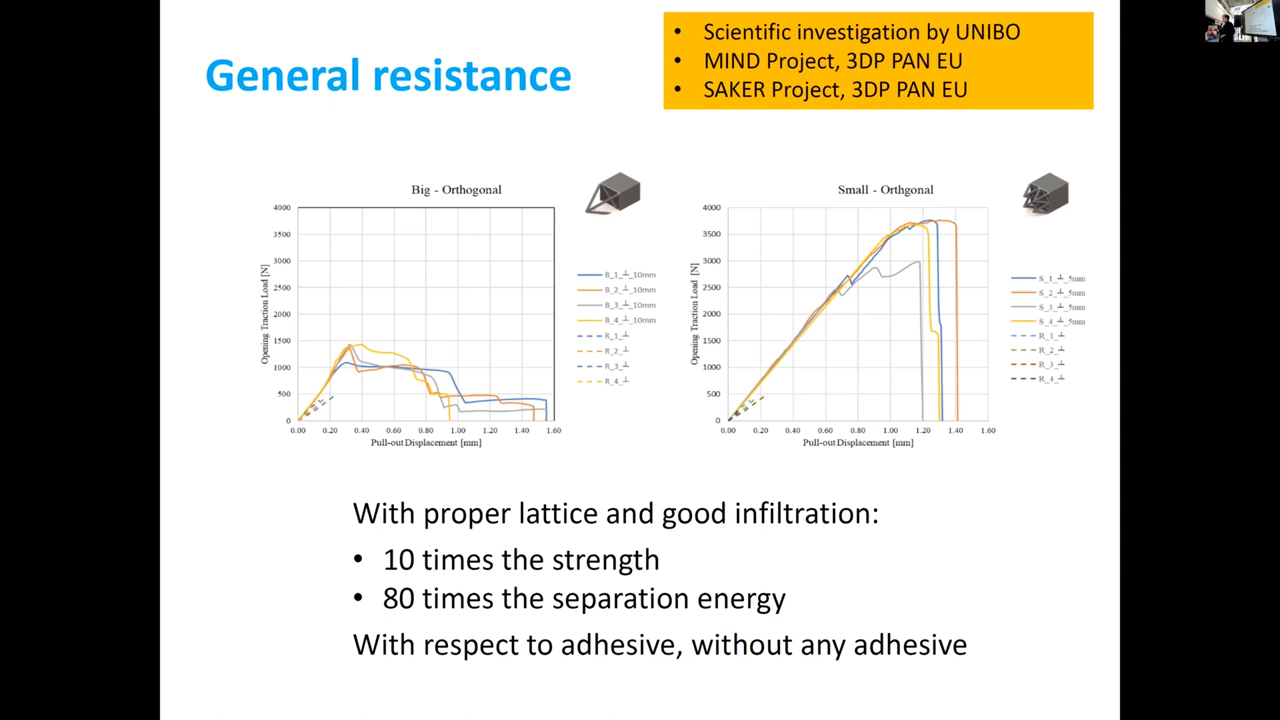 General resistance
• Scientific investigation by UNIBO
• MIND Project, 3DP PAN EU
• SAKER Project, 3DP PAN EU
Big - Orthogonal
Opening Traction Load [N]
4000
3500
3000
2500
2000
1500
1000
500
0
0.00 0.20 0.40 0.60 0.80 1.00 1.20 1.40 1.60
Pull-out Displacement [mm]
B_1_⊥_10mm
B_2_⊥_10mm
B_3_⊥_10mm
B_4_⊥_10mm
R_1_⊥
R_2_⊥
R_3_⊥
R_4_⊥
Small - Orthgonal
Opening Traction Load [N]
4000
3500
3000
2500
2000
1500
1000
500
0
0.00 0.20 0.40 0.60 0.80 1.00 1.20 1.40 1.60
Pull-out Displacement [mm]
S_1_⊥_5mm
S_2_⊥_5mm
S_3_⊥_5mm
S_4_⊥_5mm
R_1_⊥
R_2_⊥
R_3_⊥
R_4_⊥
With proper lattice and good infiltration:
• 10 times the strength
• 80 times the separation energy
With respect to adhesive, without any adhesive